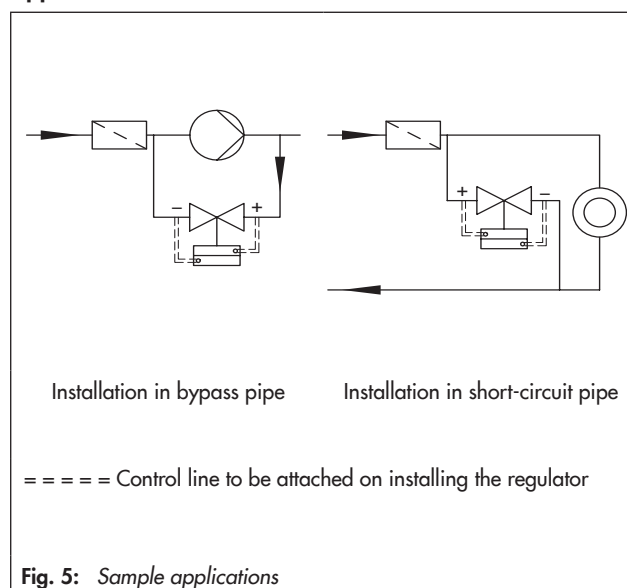 − +
+ −
Installation in bypass pipe
Installation in short-circuit pipe
= = = = = Control line to be attached on installing the regulator
Fig. 5: Sample applications